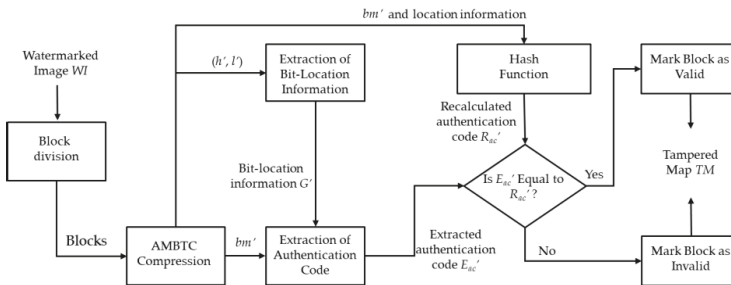 bm′ and location information
Watermarked
Image WI
(h′, l′)
Extraction of
Bit-Location
Information
Hash
Function
Mark Block as
Valid
Block
division
Recalculated
authentication
code Rac′
Bit-location
information G′
Is Eac′ Equal to
Rac′ ?
Yes
Tampered
Map TM
Blocks
AMBTC
Compression
bm′
Extraction of
Authentication
Code
Extracted
authentication
code Eac′
No
Mark Block as
Invalid